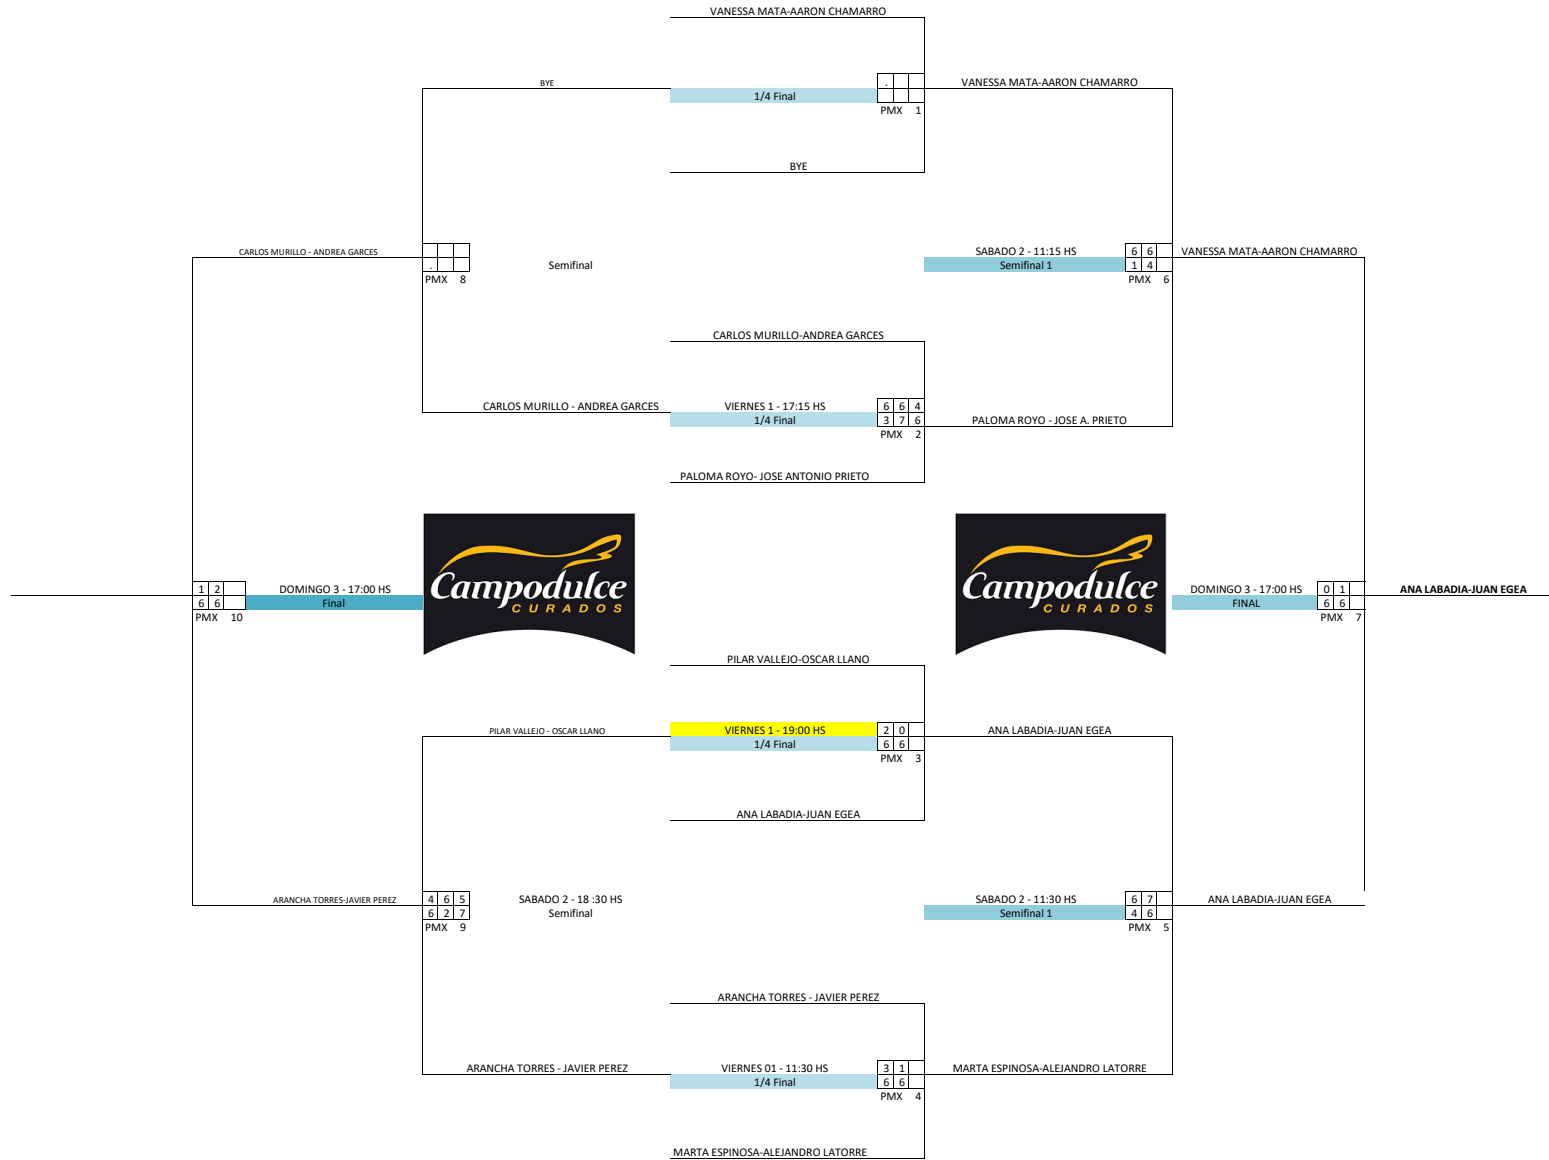 VANESSA MATA-AARON CHAMARRO
BYE
.
1/4 Final
VANESSA MATA-AARON CHAMARRO
PMX 1
BYE
CARLOS MURILLO - ANDREA GARCES
.
Semifinal
PMX 8
SABADO 2 - 11:15 HS
6 6
VANESSA MATA-AARON CHAMARRO
Semifinal 1
1 4
PMX 6
CARLOS MURILLO-ANDREA GARCES
CARLOS MURILLO - ANDREA GARCES
VIERNES 1 - 17:15 HS
6 6 4
1/4 Final
3 7 6
PALOMA ROYO - JOSE A. PRIETO
PMX 2
PALOMA ROYO- JOSE ANTONIO PRIETO
Campodulce
CURADOS
Campodulce
CURADOS
1 2
DOMINGO 3 - 17:00 HS
6 6
Final
PMX 10
DOMINGO 3 - 17:00 HS
0 1
ANA LABADIA-JUAN EGEA
FINAL
6 6
PMX 7
PILAR VALLEJO-OSCAR LLANO
PILAR VALLEJO - OSCAR LLANO
VIERNES 1 - 19:00 HS
2 0
ANA LABADIA-JUAN EGEA
1/4 Final
6 6
PMX 3
ANA LABADIA-JUAN EGEA
ARANCHA TORRES-JAVIER PEREZ
4 6 5
SABADO 2 - 18 :30 HS
6 2 7
Semifinal
PMX 9
SABADO 2 - 11:30 HS
6 7
ANA LABADIA-JUAN EGEA
Semifinal 1
4 6
PMX 5
ARANCHA TORRES - JAVIER PEREZ
ARANCHA TORRES - JAVIER PEREZ
VIERNES 01 - 11:30 HS
3 1
MARTA ESPINOSA-ALEJANDRO LATORRE
1/4 Final
6 6
PMX 4
MARTA ESPINOSA-ALEJANDRO LATORRE